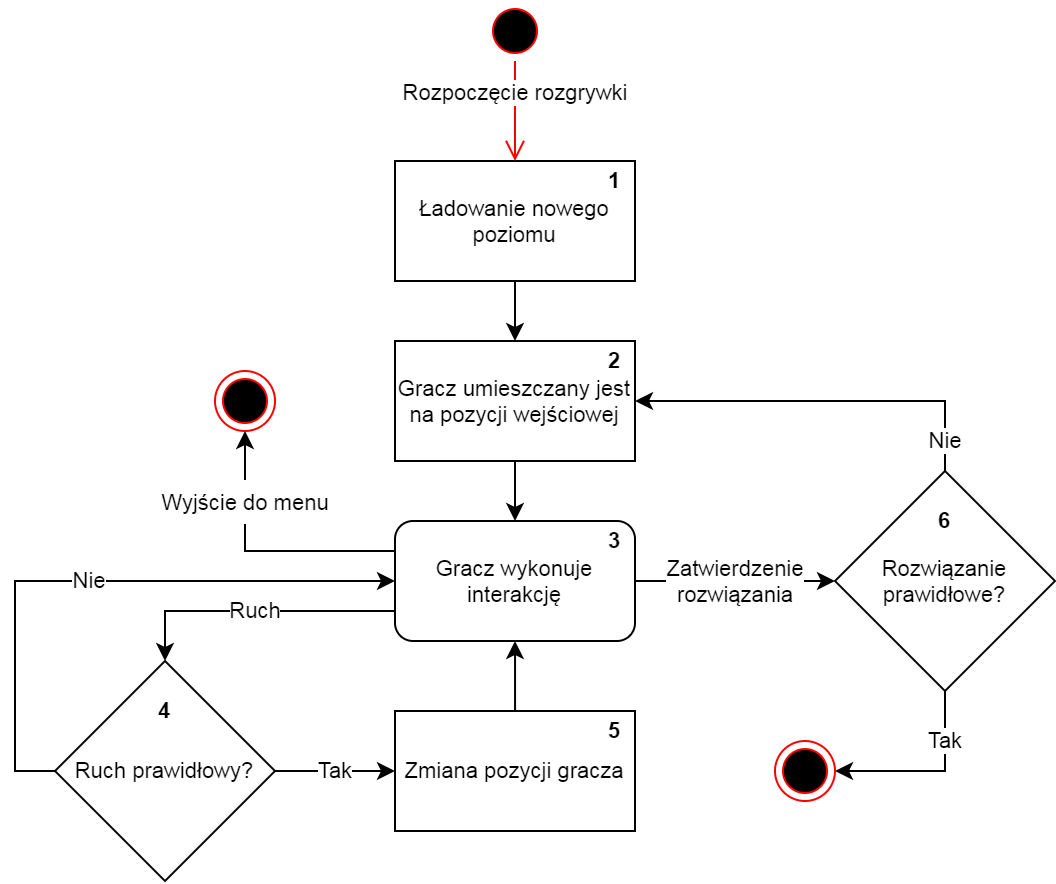 Rozpoczęcie rozgrywki
1
Ładowanie nowego
poziomu
2
Gracz umieszczany jest
na pozycji wejściowej
Nie
Wyjście do menu
3
Gracz wykonuje
interakcję
Zatwierdzenie
rozwiązania
6
Rozwiązanie
prawidłowe?
Nie
Ruch
4
Ruch prawidłowy?
Tak
5
Zmiana pozycji gracza
Tak